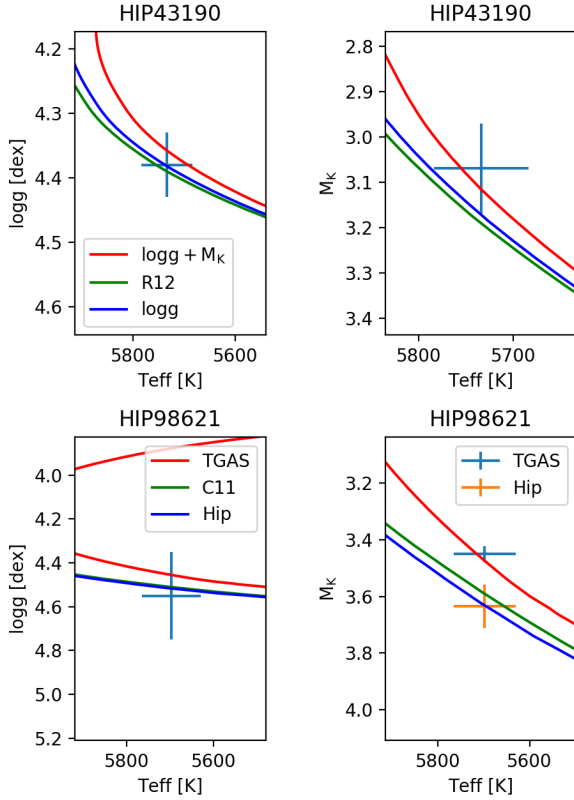 HIP43190
4.2
4.3
4.4
4.5
4.6
logg [dex]
logg + M_K
R12
logg
5800
5600
Teff [K]
HIP43190
2.8
2.9
3.0
3.1
3.2
3.3
3.4
M_K
5800
5700
Teff [K]
HIP98621
4.0
4.2
4.4
4.6
4.8
5.0
5.2
logg [dex]
TGAS
C11
Hip
5800
5600
Teff [K]
HIP98621
3.2
3.4
3.6
3.8
4.0
M_K
TGAS
Hip
5800
5600
Teff [K]